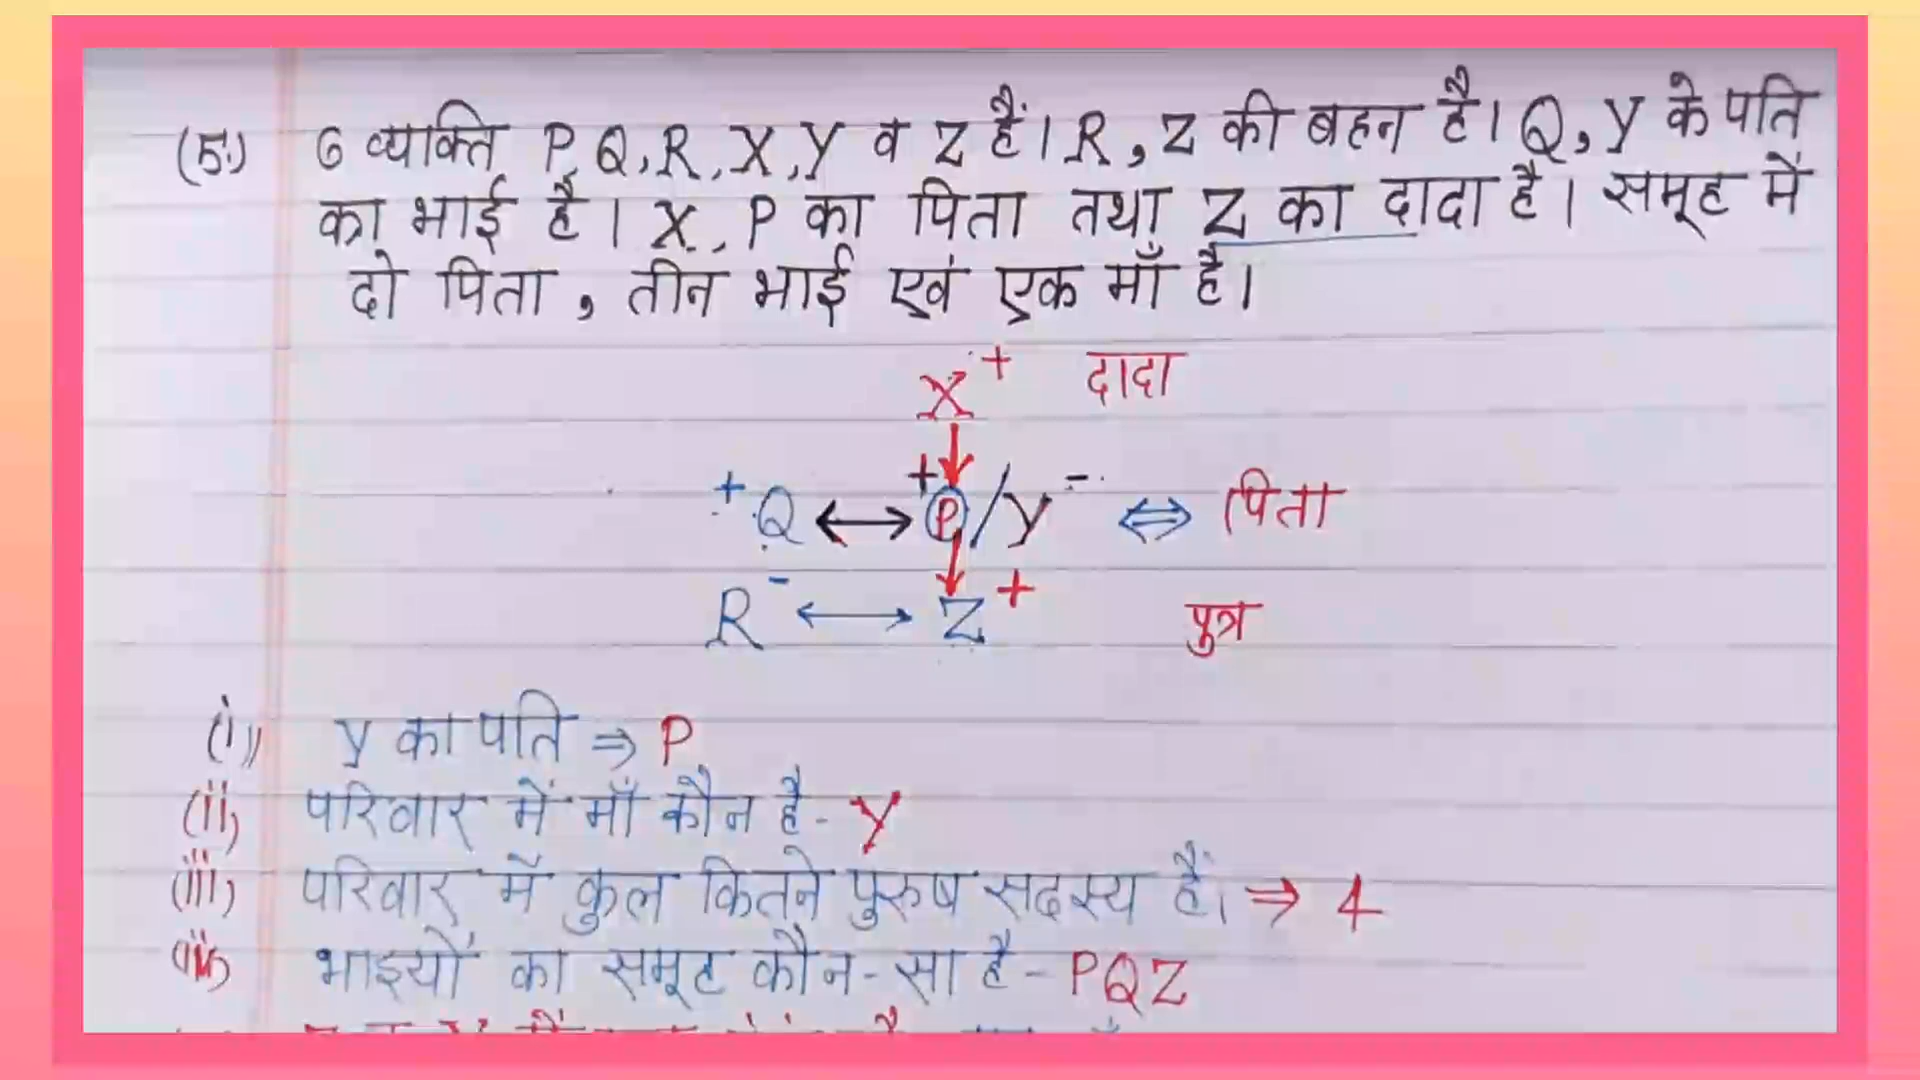 (5.) 6 व्यक्ति P, Q, R, X, Y व Z हैं। R, Z की बहन है। Q, Y के पति
का भाई है। X, P का पिता तथा Z का दादा है। समूह में
दो पिता, तीन भाई एवं एक माँ है।
X+ दादा
+Q ↔ +P/Y- ⇔ पिता
R- ↔ Z+ पुत्र
(i) Y का पति ⇒ P
(ii) परिवार में माँ कौन है - Y
(iii) परिवार में कुल कितने पुरुष सदस्य हैं। ⇒ 4
(iv) भाइयों का समूह कौन-सा है - PQZ